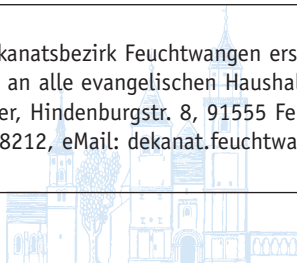 kanatsbezirk Feuchtwangen ers
an alle evangelischen Haushal
er, Hindenburgstr. 8, 91555 Fe
8212, eMail: dekanat.feuchtwa